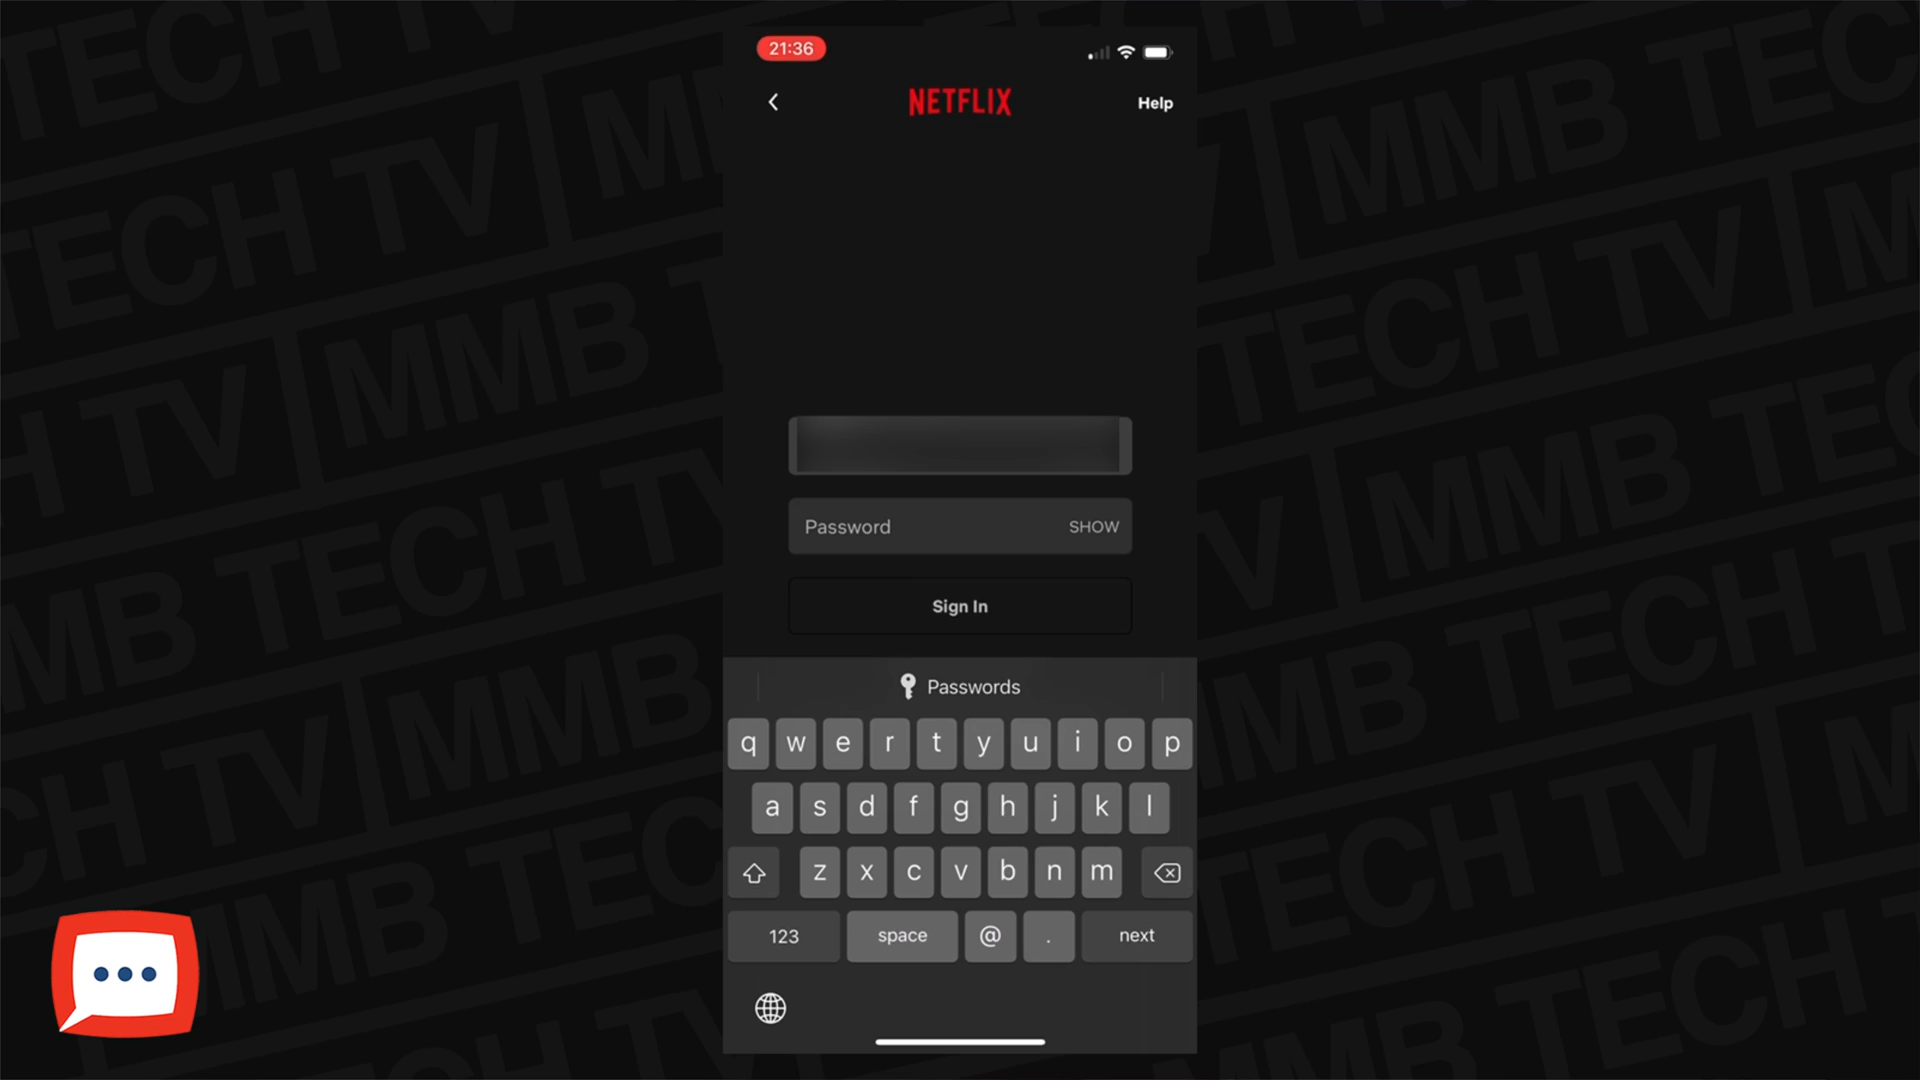 21:36
NETFLIX
Help
Password SHOW
Sign In
Passwords
q w e r t y u i o p
a s d f g h j k l
z x c v b n m
123 space @ . next
MMB TECH TV